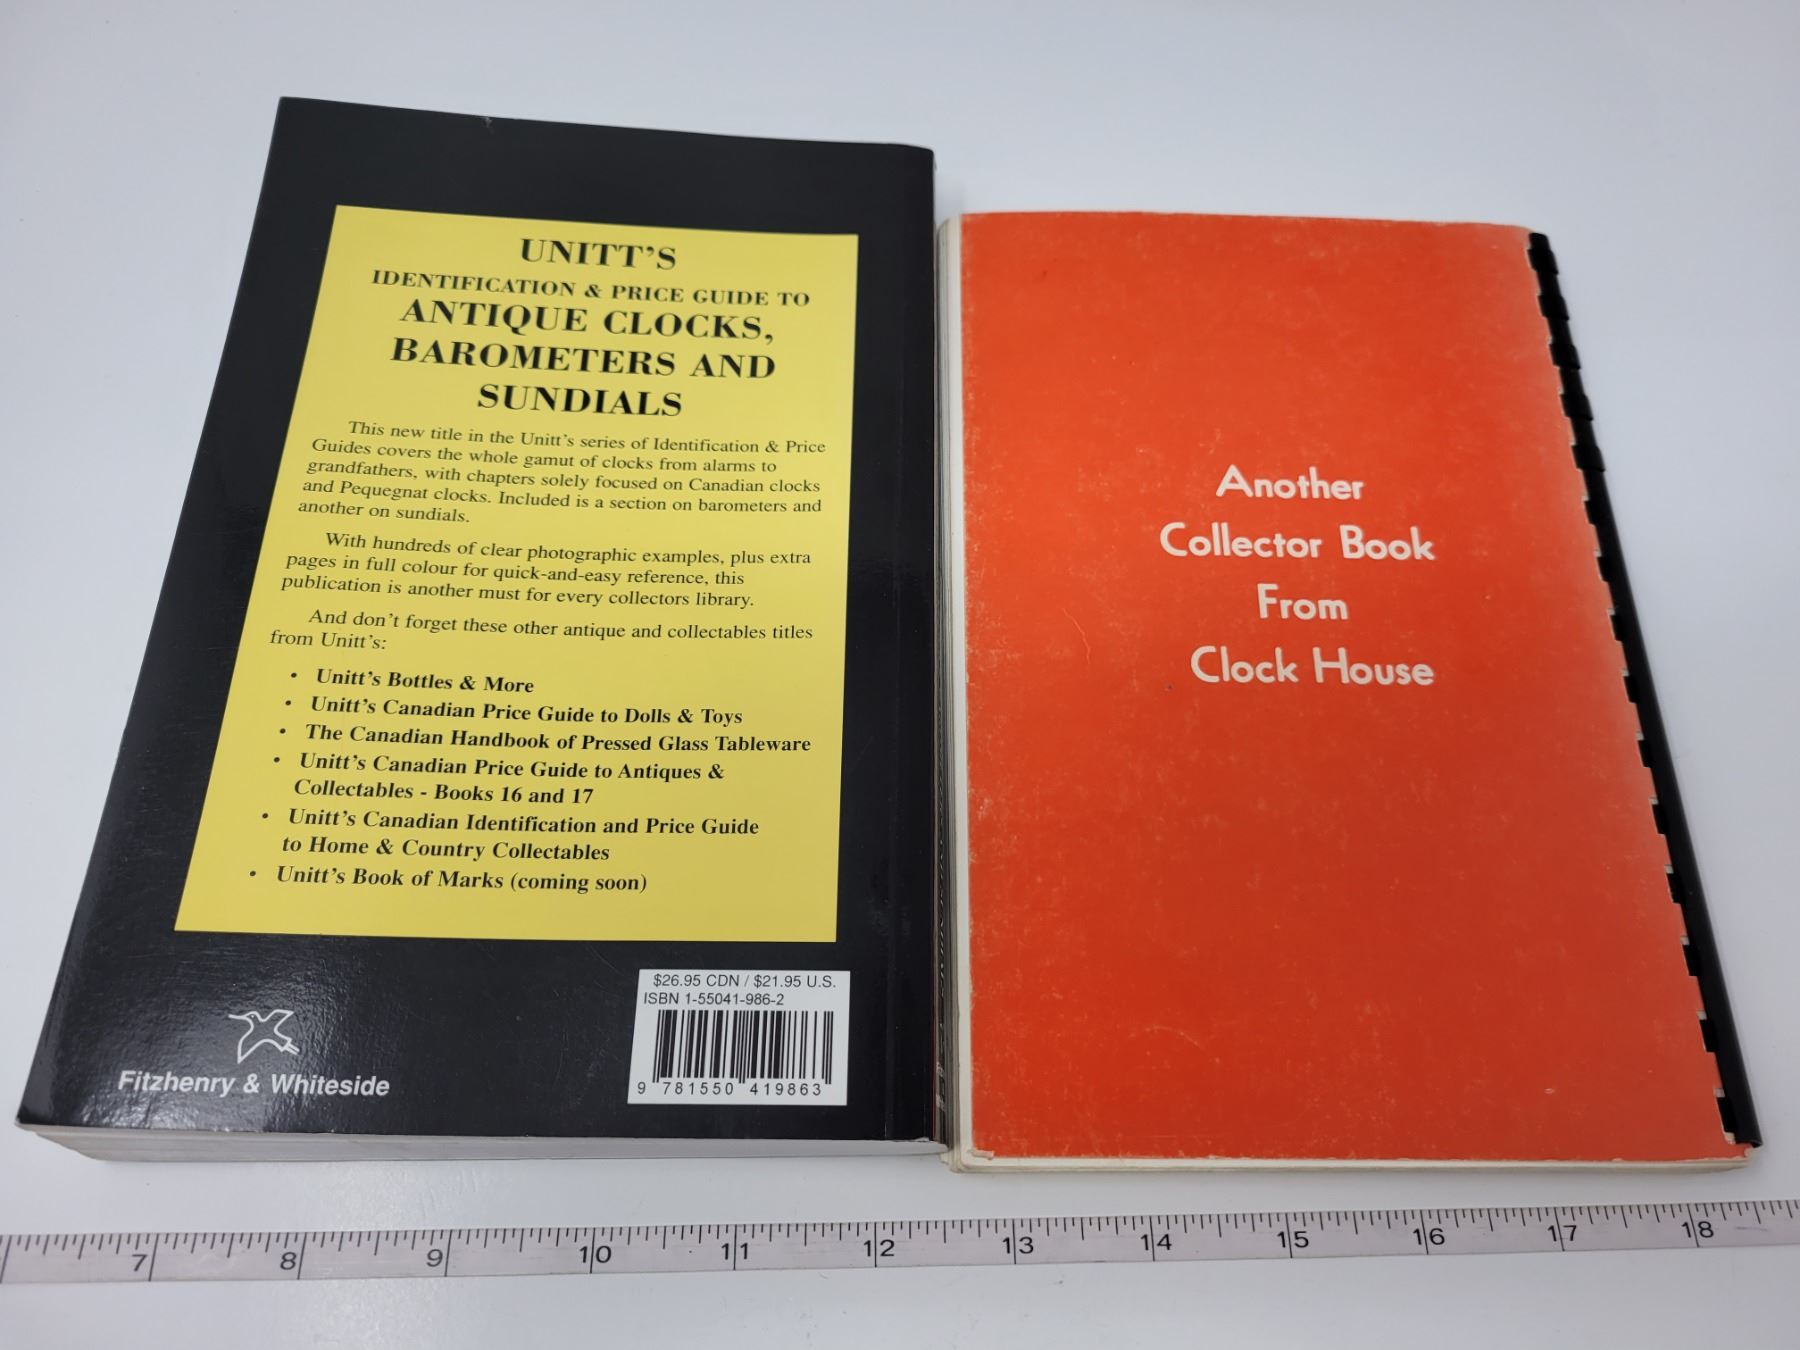 UNITT'S
IDENTIFICATION & PRICE GUIDE TO
ANTIQUE CLOCKS,
BAROMETERS AND
SUNDIALS
This new title in the Unitt's series of Identification & Price
Guides covers the whole gamut of clocks from alarms to
grandfathers, with chapters solely focused on Canadian clocks
and Pequegnat clocks. Included is a section on barometers and
another on sundials.
With hundreds of clear photographic examples, plus extra
pages in full colour for quick-and-easy reference, this
publication is another must for every collectors library.
And don't forget these other antique and collectables titles
from Unitt's:
• Unitt's Bottles & More
• Unitt's Canadian Price Guide to Dolls & Toys
• The Canadian Handbook of Pressed Glass Tableware
• Unitt's Canadian Price Guide to Antiques &
Collectables - Books 16 and 17
• Unitt's Canadian Identification and Price Guide
to Home & Country Collectables
• Unitt's Book of Marks (coming soon)
Fitzhenry & Whiteside
$26.95 CDN / $21.95 U.S.
ISBN 1-55041-986-2
9 781550 419863
Another
Collector Book
From
Clock House
7 8 9 10 11 12 13 14 15 16 17 18